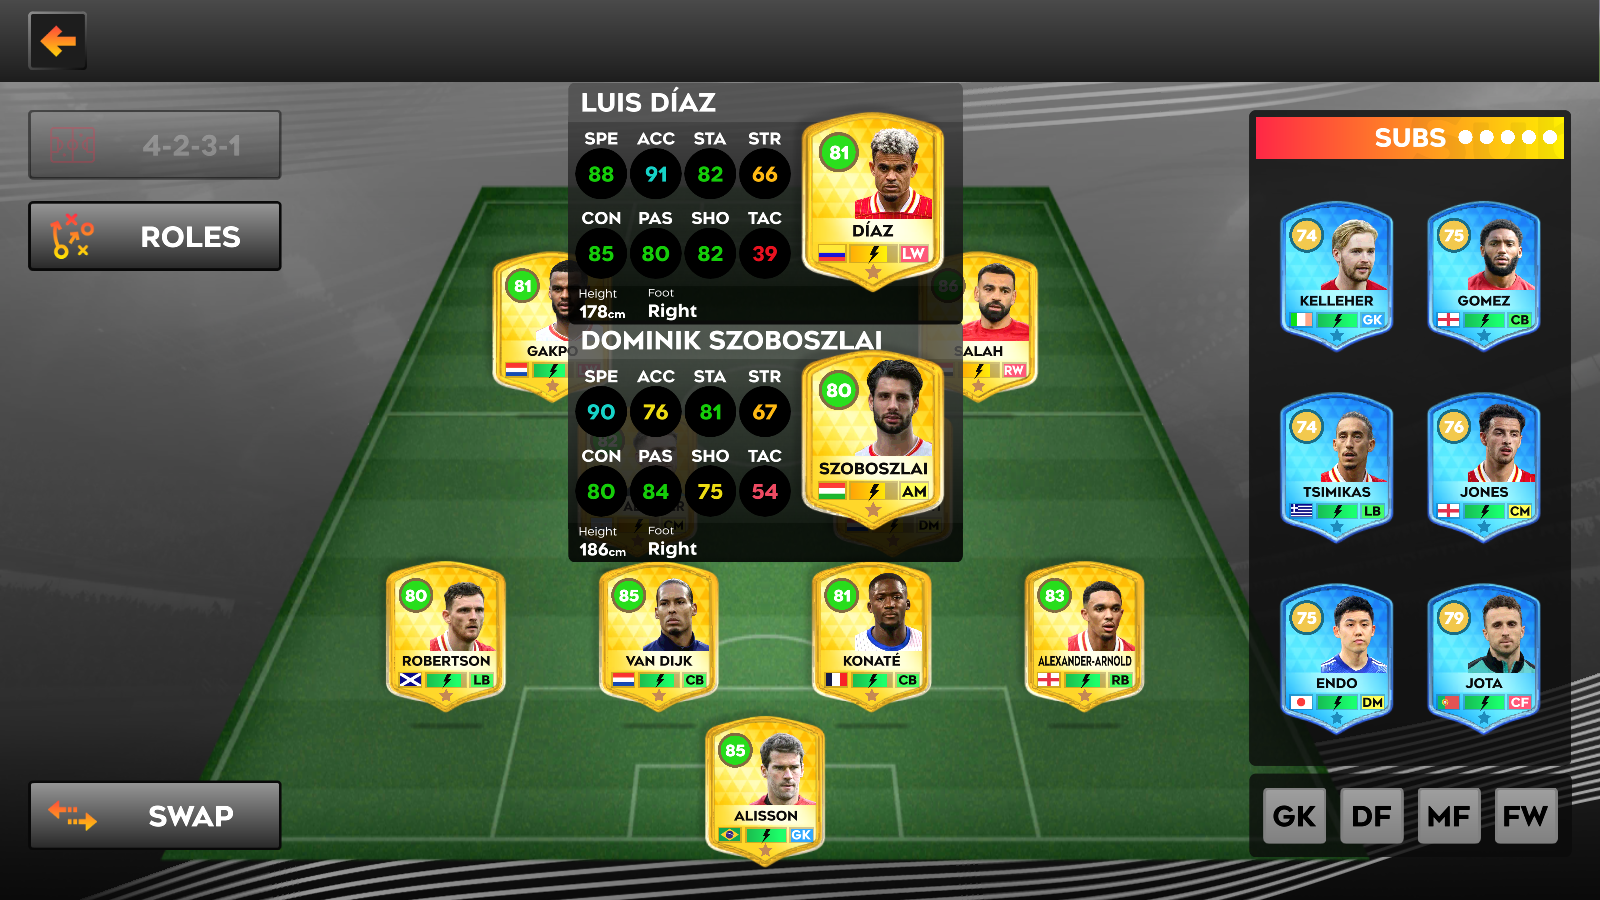 4-2-3-1
ROLES
SWAP
LUIS DÍAZ
SPE ACC STA STR
88 91 82 66
CON PAS SHO TAC
85 80 82 39
Height Foot
178cm Right
81
DÍAZ
LW
DOMINIK SZOBOSZLAI
SPE ACC STA STR
90 76 81 67
CON PAS SHO TAC
80 84 75 54
Height Foot
186cm Right
80
SZOBOSZLAI
AM
81
GAKPO
86
SALAH
RW
82
CM
DM
80
ROBERTSON
LB
85
VAN DIJK
CB
81
KONATÉ
CB
83
ALEXANDER-ARNOLD
RB
85
ALISSON
GK
SUBS
74
KELLEHER
GK
75
GOMEZ
CB
74
TSIMIKAS
LB
76
JONES
CM
75
ENDO
DM
79
JOTA
CF
GK DF MF FW